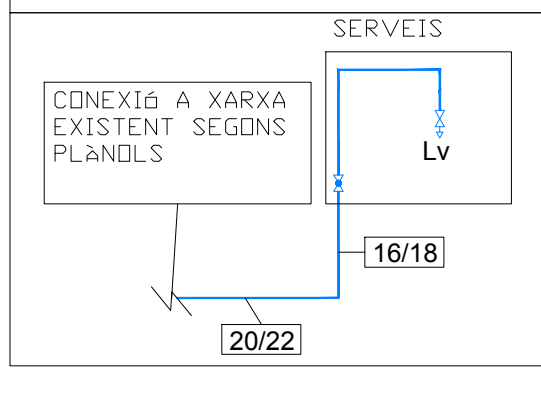 SERVEIS
CONEXIó A XARXA
EXISTENT SEGONS
PLàNOLS
Lv
16/18
20/22